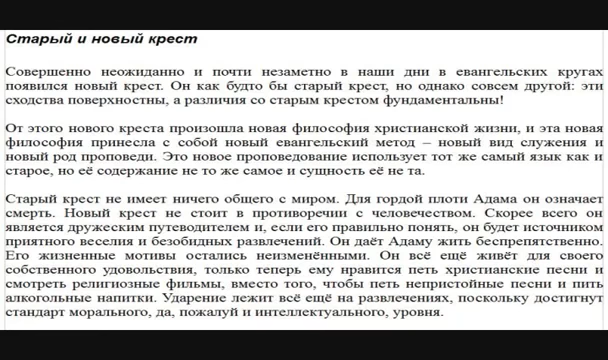 Старый и новый крест
Совершенно неожиданно и почти незаметно в наши дни в евангельских кругах
появился новый крест. Он как будто бы старый крест, но однако совсем другой: эти
сходства поверхностны, а различия со старым крестом фундаментальны!
От этого нового креста произошла новая философия христианской жизни, и эта новая
философия принесла с собой новый евангельский метод – новый вид служения и
новый род проповеди. Это новое проповедование использует тот же самый язык как и
старое, но её содержание не то же самое и сущность её не та.
Старый крест не имеет ничего общего с миром. Для гордой плоти Адама он означает
смерть. Новый крест не стоит в противоречии с человечеством. Скорее всего он
является дружеским путеводителем и, если его правильно понять, он будет источником
приятного веселия и безобидных развлечений. Он даёт Адаму жить беспрепятственно.
Его жизненные мотивы остались неизменёнными. Он всё ещё живёт для своего
собственного удовольствия, только теперь ему нравится петь христианские песни и
смотреть религиозные фильмы, вместо того, чтобы петь непристойные песни и пить
алкогольные напитки. Ударение лежит всё ещё на развлечениях, поскольку достигнут
стандарт морального, да, пожалуй и интеллектуального, уровня.